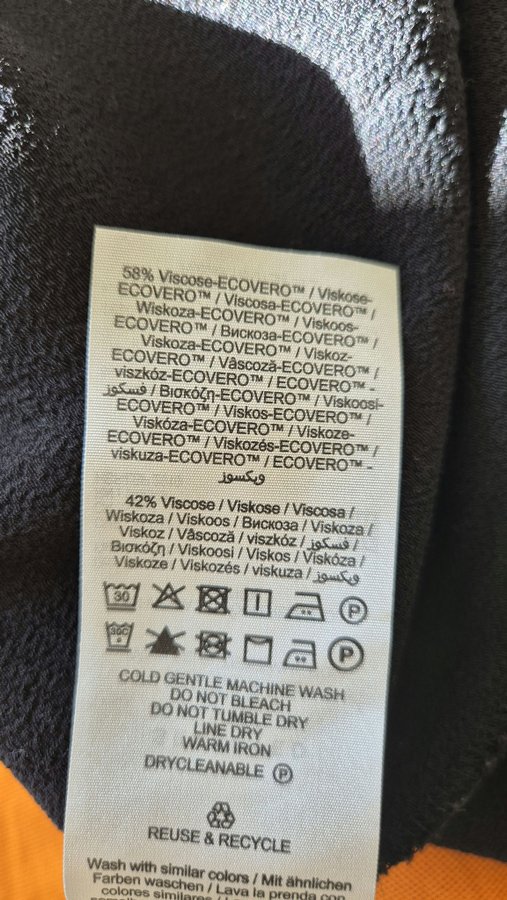 58% Viscose-ECOVERO™ / Viskose-
ECOVERO™ / Viscosa-ECOVERO™ /
Wiskoza-ECOVERO™ / Viskoos-
ECOVERO™ / Вискоза-ECOVERO™ /
Viskoza-ECOVERO™ / Viskoz-
ECOVERO™ / Vâscoză-ECOVERO™ /
viszkóz-ECOVERO™ / ECOVERO™ -
فسكوز / Βισκόζη-ECOVERO™ / Viskoosi-
ECOVERO™ / Viskos-ECOVERO™ /
Viskóza-ECOVERO™ / Viskoze-
ECOVERO™ / Viskozés-ECOVERO™ /
viskuza-ECOVERO™ / ECOVERO™ -
ويكسوز
42% Viscose / Viskose / Viscosa /
Wiskoza / Viskoos / Вискоза / Viskoza /
Viskoz / Vâscoză / viszkóz / فسكوز /
Βισκόζη / Viskoosi / Viskos / Viskóza /
Viskoze / Viskozés / viskuza / ويكسوز
30 P
30C P
COLD GENTLE MACHINE WASH
DO NOT BLEACH
DO NOT TUMBLE DRY
LINE DRY
WARM IRON
DRYCLEANABLE P
REUSE & RECYCLE
Wash with similar colors / Mit ähnlichen
Farben waschen / Lava la prenda con
colores similares /